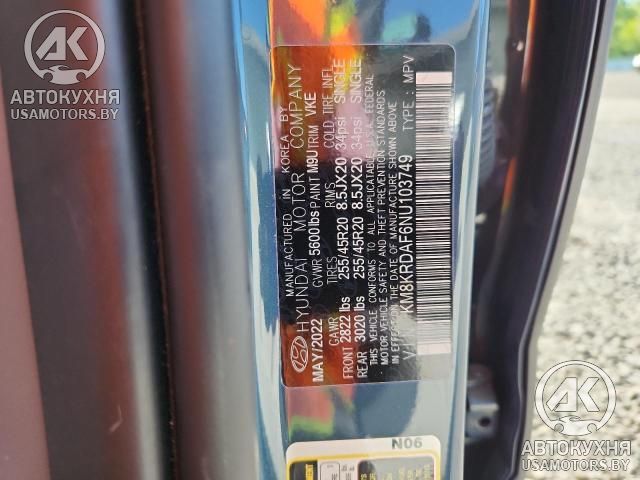 АК
АВТОКУХНЯ
USAMOTORS.BY
MANUFACTURED IN KOREA BY
HYUNDAI MOTOR COMPANY
MAY/2022 GVWR 5600lbs PAINT M9U TRIM VKE
GAWR TIRES RIMS COLD TIRE INFL
FRONT 2822 lbs 255/45R20 8.5JX20 34psi SINGLE
REAR 3020 lbs 255/45R20 8.5JX20 34psi SINGLE
THIS VEHICLE CONFORMS TO ALL APPLICABLE U.S.A. FEDERAL
MOTOR VEHICLE SAFETY AND THEFT PREVENTION STANDARDS
IN EFFECT ON THE DATE OF MANUFACTURE SHOWN ABOVE
KM8KRDAF6NU103749 TYPE : MPV
N06
АК
АВТОКУХНЯ
USAMOTORS.BY